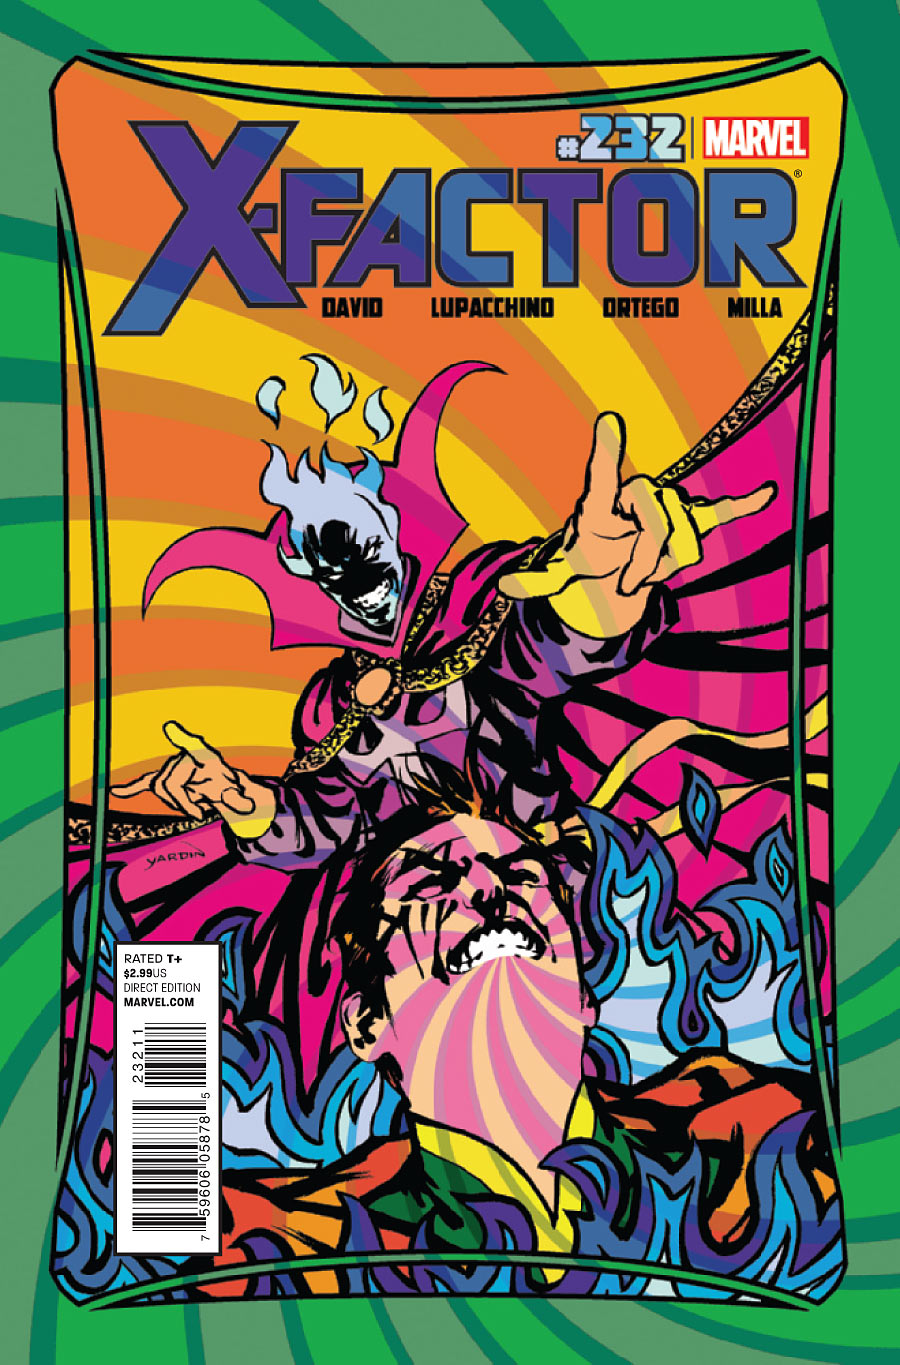 #232 MARVEL
X-FACTOR®
DAVID LUPACCHINO ORTEGO MILLA
YARDIN
RATED T+
$2.99US
DIRECT EDITION
MARVEL.COM
23211
7 59606 05878 5